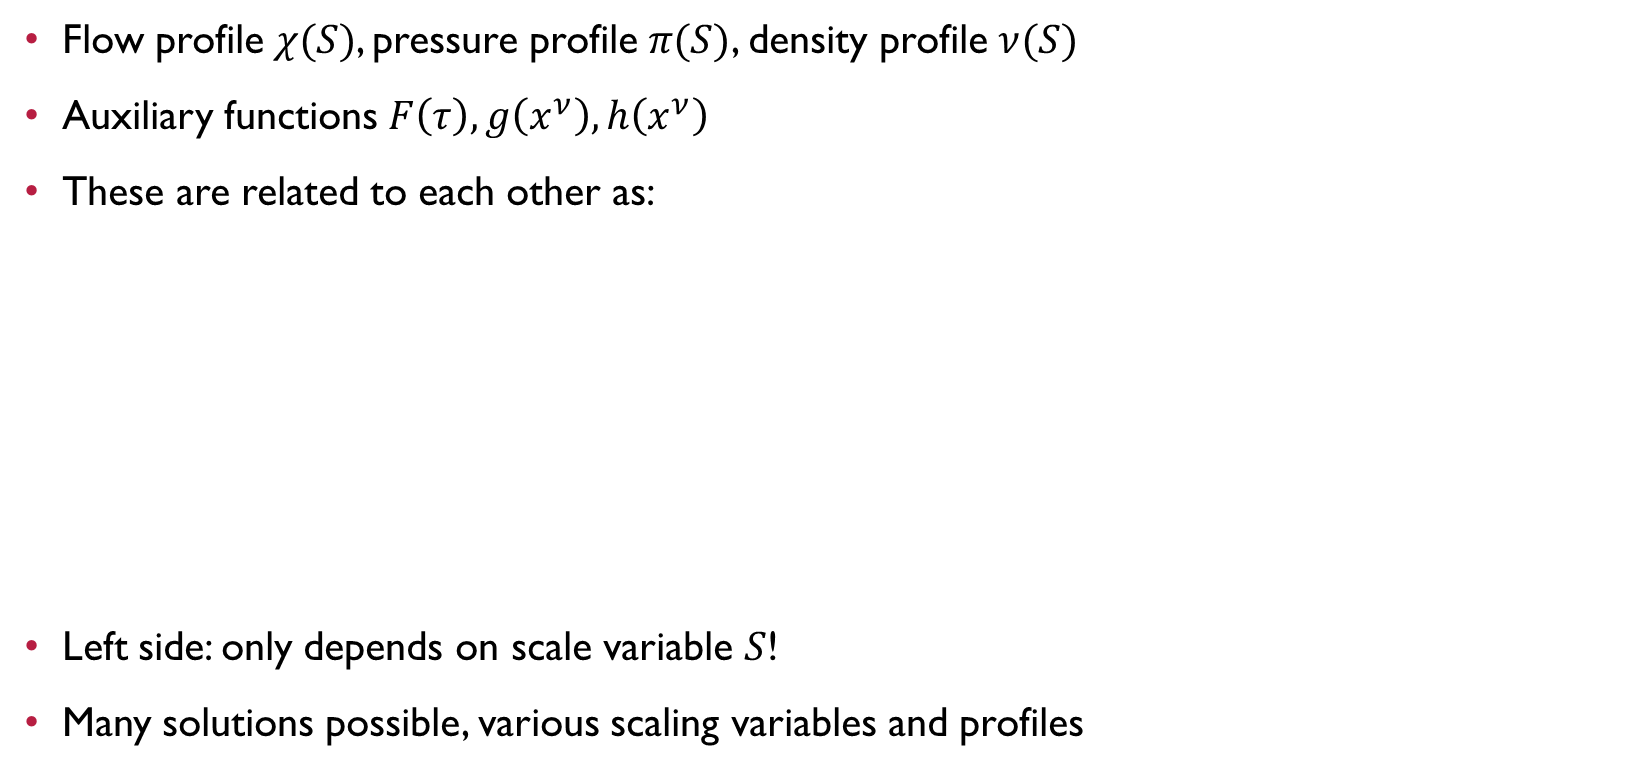 • Flow profile χ(S), pressure profile π(S), density profile ν(S)
• Auxiliary functions F(τ), g(x^ν), h(x^ν)
• These are related to each other as:
• Left side: only depends on scale variable S!
• Many solutions possible, various scaling variables and profiles